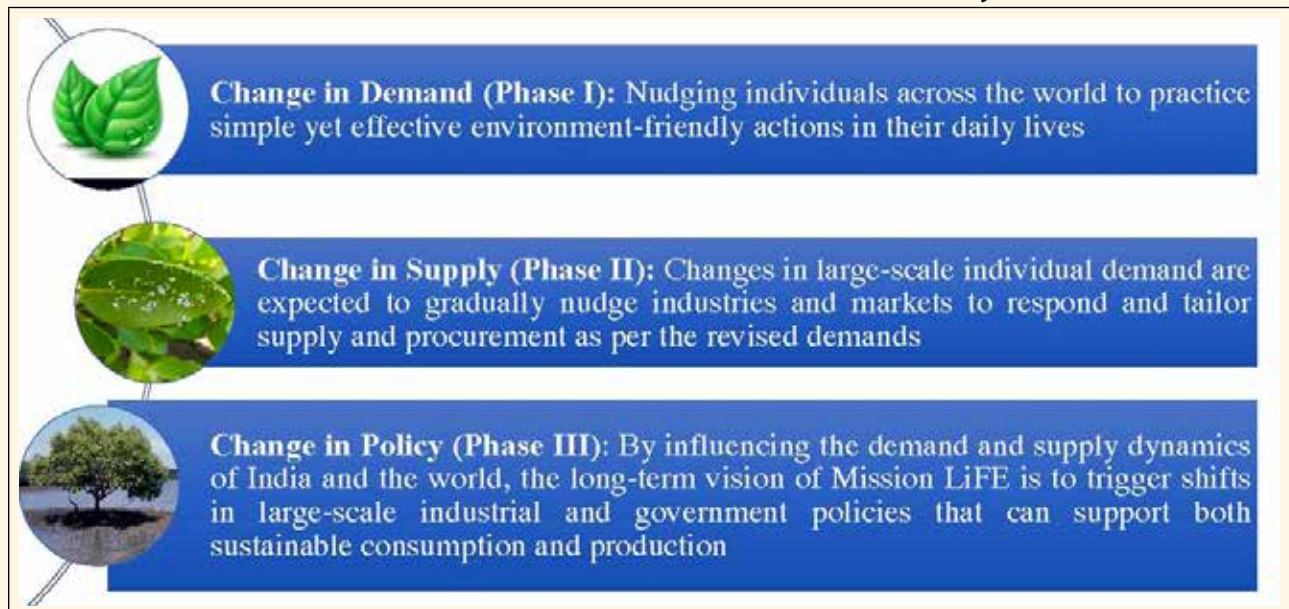 Change in Demand (Phase I): Nudging individuals across the world to practice
simple yet effective environment-friendly actions in their daily lives
Change in Supply (Phase II): Changes in large-scale individual demand are
expected to gradually nudge industries and markets to respond and tailor
supply and procurement as per the revised demands
Change in Policy (Phase III): By influencing the demand and supply dynamics
of India and the world, the long-term vision of Mission LiFE is to trigger shifts
in large-scale industrial and government policies that can support both
sustainable consumption and production